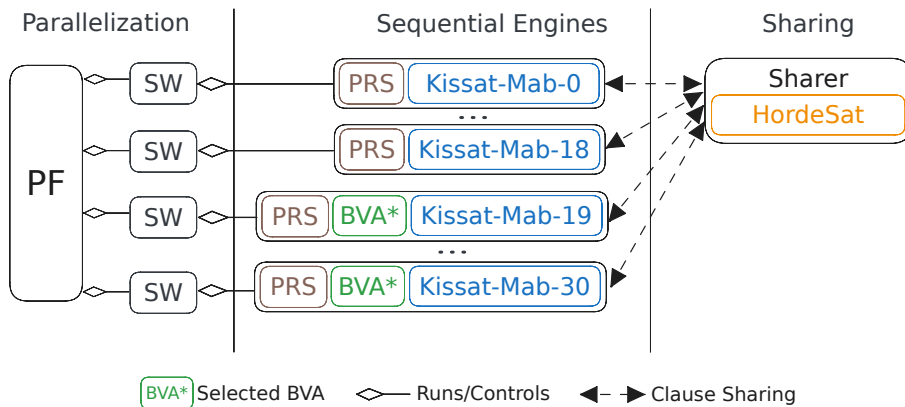 Parallelization Sequential Engines Sharing
PF
SW PRS Kissat-Mab-0
...
SW PRS Kissat-Mab-18
SW PRS BVA* Kissat-Mab-19
...
SW PRS BVA* Kissat-Mab-30
Sharer
HordeSat
BVA* Selected BVA Runs/Controls Clause Sharing